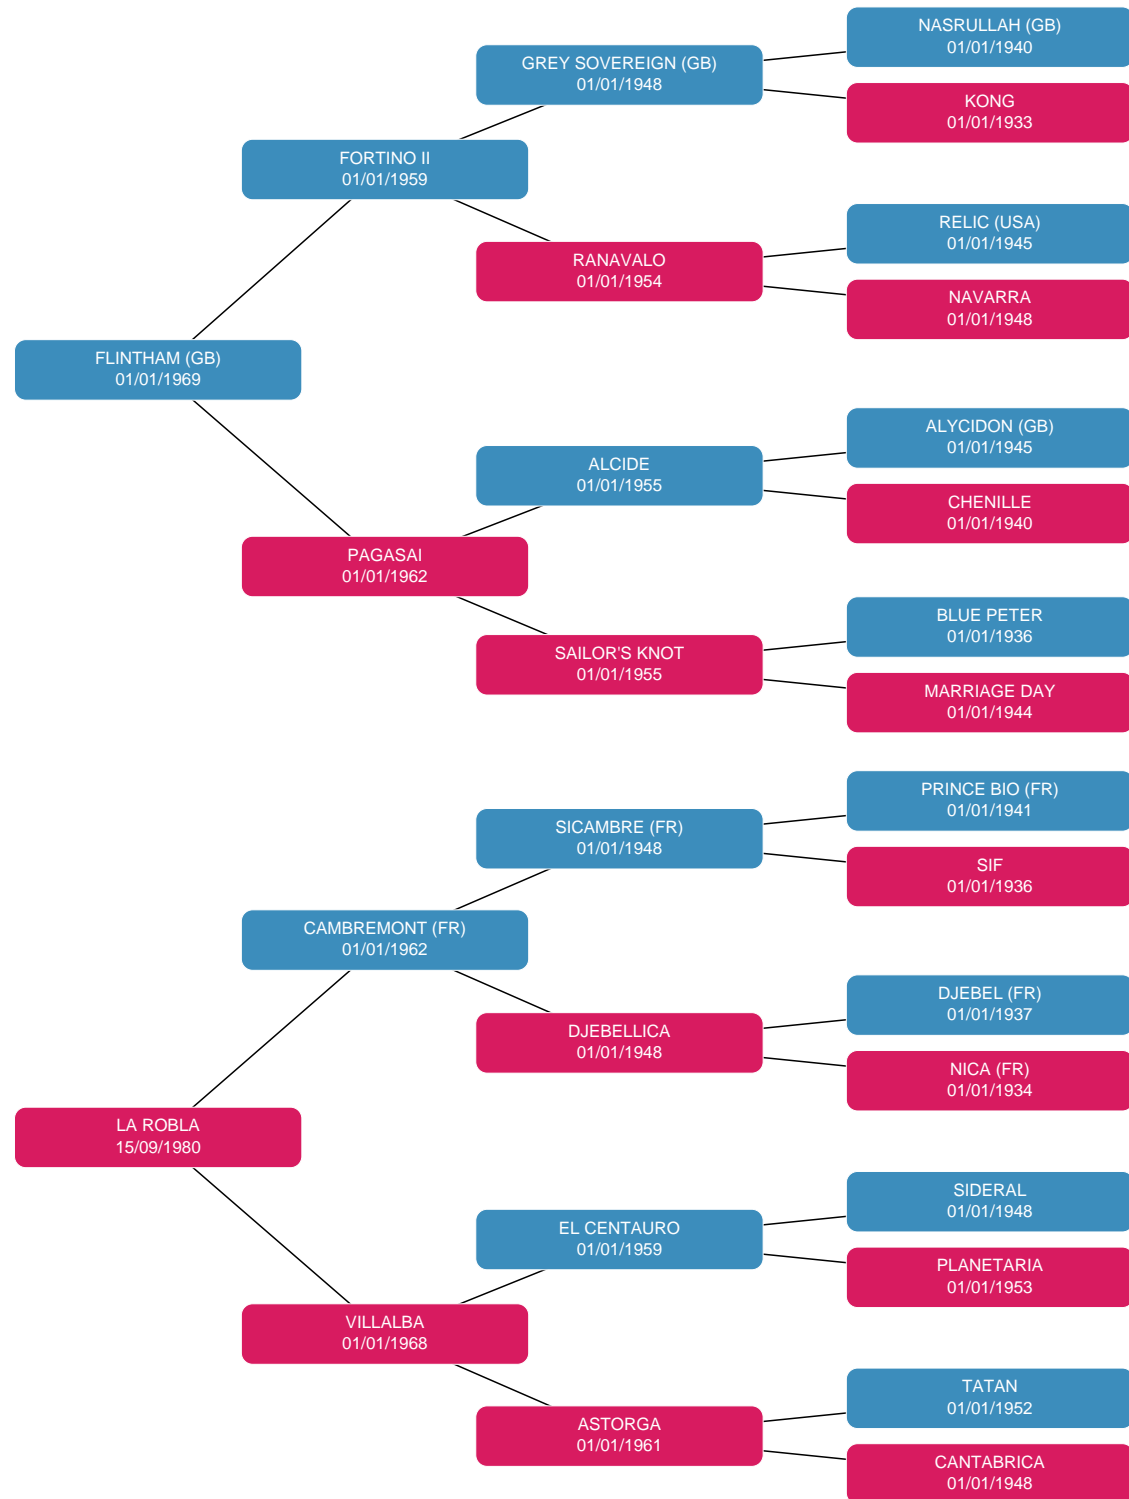 NASRULLAH (GB)
01/01/1940
GREY SOVEREIGN (GB)
01/01/1948
KONG
01/01/1933
FORTINO II
01/01/1959
RELIC (USA)
01/01/1945
RANAVALO
01/01/1954
NAVARRA
01/01/1948
FLINTHAM (GB)
01/01/1969
ALYCIDON (GB)
01/01/1945
ALCIDE
01/01/1955
CHENILLE
01/01/1940
PAGASAI
01/01/1962
BLUE PETER
01/01/1936
SAILOR'S KNOT
01/01/1955
MARRIAGE DAY
01/01/1944
PRINCE BIO (FR)
01/01/1941
SICAMBRE (FR)
01/01/1948
SIF
01/01/1936
CAMBREMONT (FR)
01/01/1962
DJEBEL (FR)
01/01/1937
DJEBELLICA
01/01/1948
NICA (FR)
01/01/1934
LA ROBLA
15/09/1980
SIDERAL
01/01/1948
EL CENTAURO
01/01/1959
PLANETARIA
01/01/1953
VILLALBA
01/01/1968
TATAN
01/01/1952
ASTORGA
01/01/1961
CANTABRICA
01/01/1948